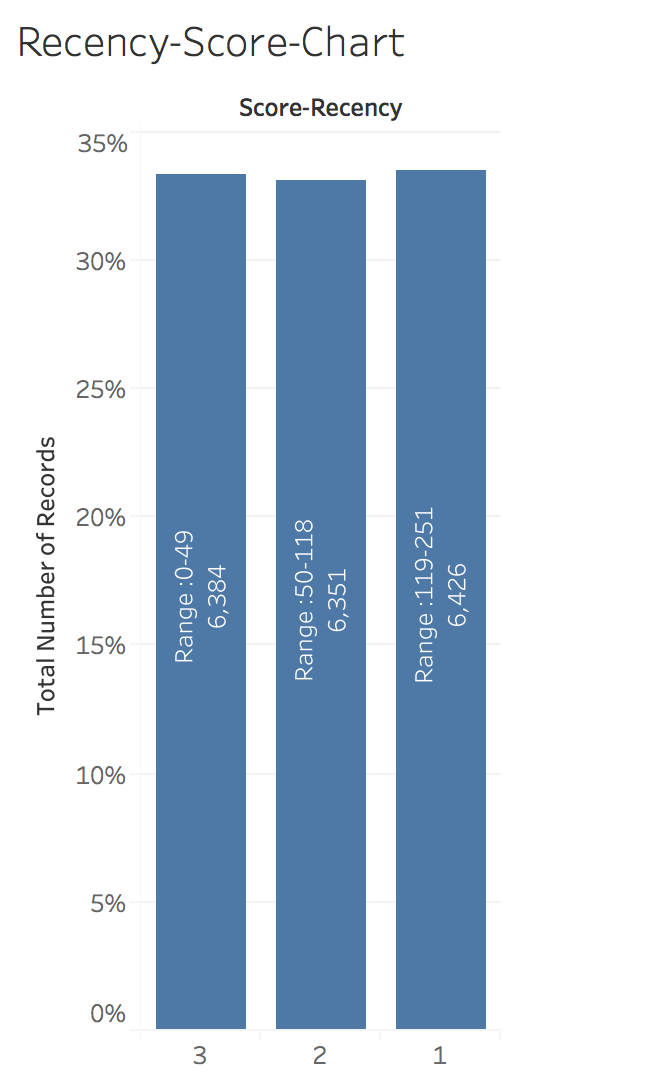 Recency-Score-Chart
Score-Recency
35%
30%
25%
20%
15%
10%
5%
0%
Total Number of Records
Range :0-49
6,384
Range :50-118
6,351
Range :119-251
6,426
3
2
1